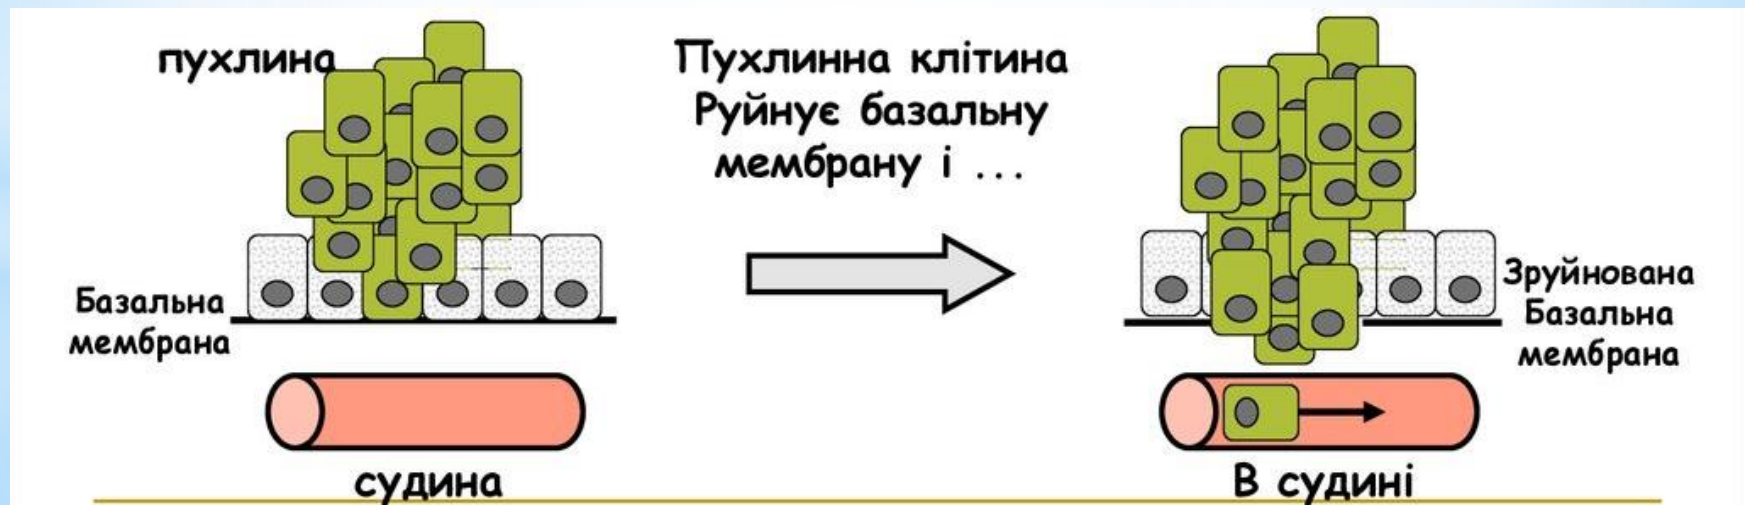 пухлина
Пухлинна клітина
Руйнує базальну
мембрану і ...
Базальна
мембрана
Зруйнована
Базальна
мембрана
судина
В судині